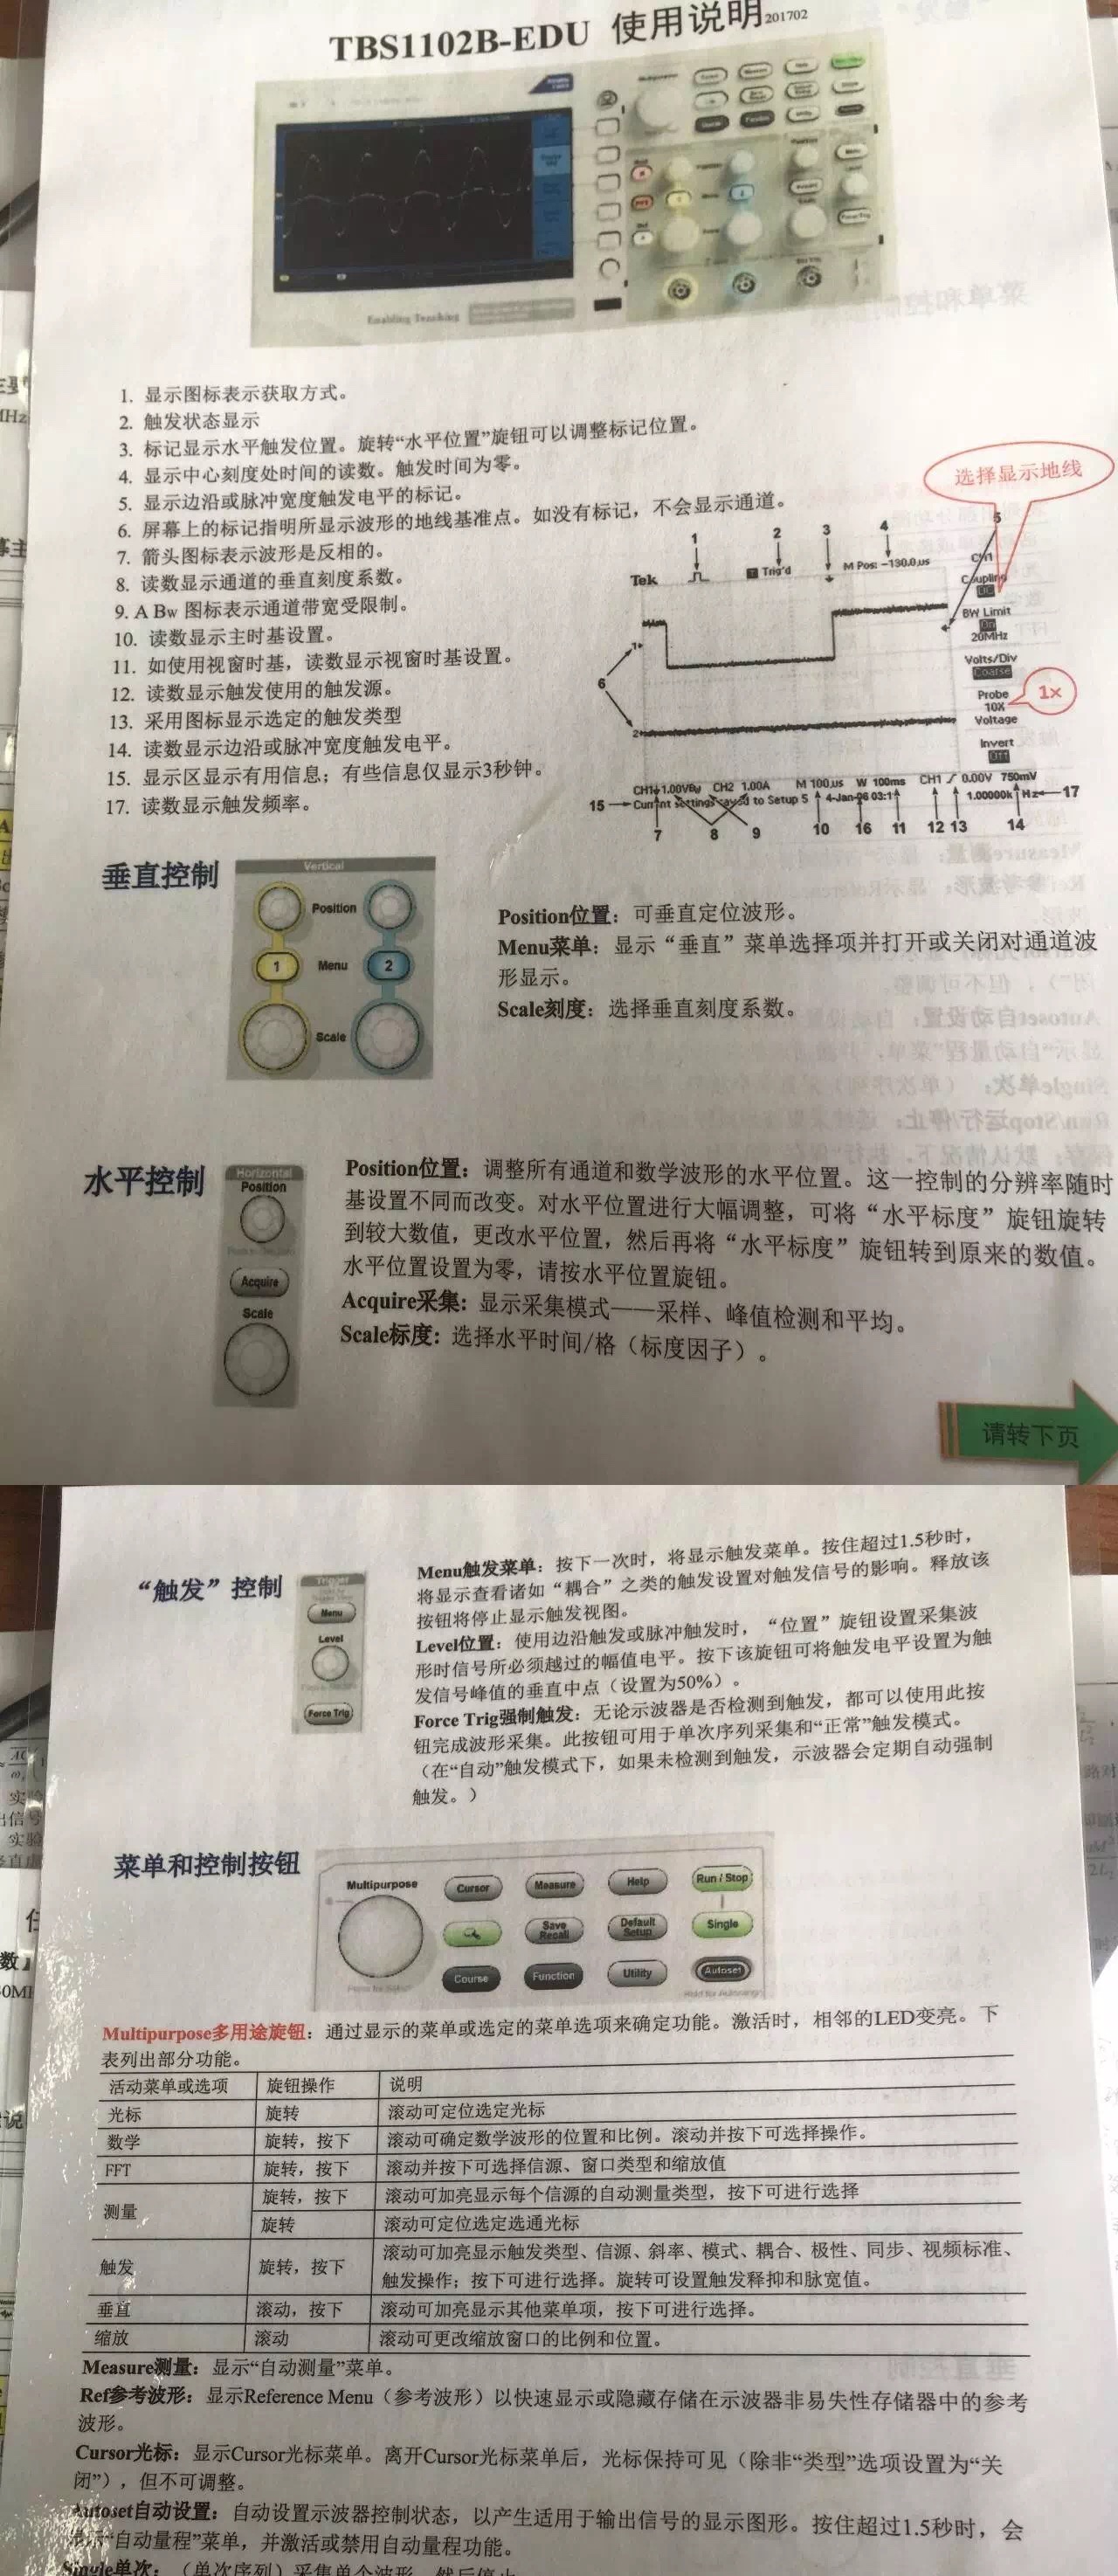 TBS1102B-EDU 使用说明201702
Enabling Teaching
1. 显示图标表示获取方式。
2. 触发状态显示
3. 标记显示水平触发位置。旋转“水平位置”旋钮可以调整标记位置。
4. 显示中心刻度处时间的读数。触发时间为零。
5. 显示边沿或脉冲宽度触发电平的标记。
6. 屏幕上的标记指明所显示波形的地线基准点。如没有标记，不会显示通道。
7. 箭头图标表示波形是反相的。
8. 读数显示通道的垂直刻度系数。
9. A Bw 图标表示通道带宽受限制。
10. 读数显示主时基设置。
11. 如使用视窗时基，读数显示视窗时基设置。
12. 读数显示触发使用的触发源。
13. 采用图标显示选定的触发类型
14. 读数显示边沿或脉冲宽度触发电平。
15. 显示区显示有用信息；有些信息仅显示3秒钟。
17. 读数显示触发频率。
选择显示地线
1 2 3 4 5
Tek Trig'd M Pos: -130.0us CH1
Coupling
DC
BW Limit
On
20MHz
Volts/Div
Coarse
Probe
10X
1×
Voltage
Invert
Off
6
1
2
CH1 1.00VBw CH2 1.00A M 100us W 100ms CH1 0.00V 750mV
15 Current settings saved to Setup 5 4-Jan-96 03:1 1.00000kHz 17
7 8 9 10 16 11 12 13 14
垂直控制
Vertical
Position
1 Menu 2
Scale
Position位置：可垂直定位波形。
Menu菜单：显示“垂直”菜单选择项并打开或关闭对通道波
形显示。
Scale刻度：选择垂直刻度系数。
水平控制
Horizontal
Position
Acquire
Scale
Position位置：调整所有通道和数学波形的水平位置。这一控制的分辨率随时
基设置不同而改变。对水平位置进行大幅调整，可将“水平标度”旋钮旋转
到较大数值，更改水平位置，然后再将“水平标度”旋钮转到原来的数值。
水平位置设置为零，请按水平位置旋钮。
Acquire采集: 显示采集模式——采样、峰值检测和平均。
Scale标度: 选择水平时间/格（标度因子）。
请转下页
“触发”控制
Trigger
Menu
Level
Force Trig
Menu触发菜单：按下一次时，将显示触发菜单。按住超过1.5秒时，
将显示查看诸如“耦合”之类的触发设置对触发信号的影响。释放该
按钮将停止显示触发视图。
Level位置：使用边沿触发或脉冲触发时，“位置”旋钮设置采集波
形时信号所必须越过的幅值电平。按下该旋钮可将触发电平设置为触
发信号峰值的垂直中点（设置为50%）。
Force Trig强制触发：无论示波器是否检测到触发，都可以使用此按
钮完成波形采集。此按钮可用于单次序列采集和“正常”触发模式。
（在“自动”触发模式下，如果未检测到触发，示波器会定期自动强制
触发。）
菜单和控制按钮
Multipurpose
Cursor Measure Help Run / Stop
Save Recall Default Setup Single
Course Function Utility Autoset
Multipurpose多用途旋钮：通过显示的菜单或选定的菜单选项来确定功能。激活时，相邻的LED变亮。下
表列出部分功能。
活动菜单或选项 旋钮操作 说明
光标 旋转 滚动可定位选定光标
数学 旋转，按下 滚动可确定数学波形的位置和比例。滚动并按下可选择操作。
FFT 旋转，按下 滚动并按下可选择信源、窗口类型和缩放值
测量 旋转，按下 滚动可加亮显示每个信源的自动测量类型，按下可进行选择
旋转 滚动可定位选定选通光标
触发 旋转，按下 滚动可加亮显示触发类型、信源、斜率、模式、耦合、极性、同步、视频标准、
触发操作；按下可进行选择。旋转可设置触发释抑和脉宽值。
垂直 滚动，按下 滚动可加亮显示其他菜单项，按下可进行选择。
缩放 滚动 滚动可更改缩放窗口的比例和位置。
Measure测量：显示“自动测量”菜单。
Ref参考波形：显示Reference Menu（参考波形）以快速显示或隐藏存储在示波器非易失性存储器中的参考
波形。
Cursor光标：显示Cursor光标菜单。离开Cursor光标菜单后，光标保持可见（除非“类型”选项设置为“关
闭”），但不可调整。
Autoset自动设置：自动设置示波器控制状态，以产生适用于输出信号的显示图形。按住超过1.5秒时，会
显示“自动量程”菜单，并激活或禁用自动量程功能。
Single单次：（单次序列）采集单个波形，然后停止